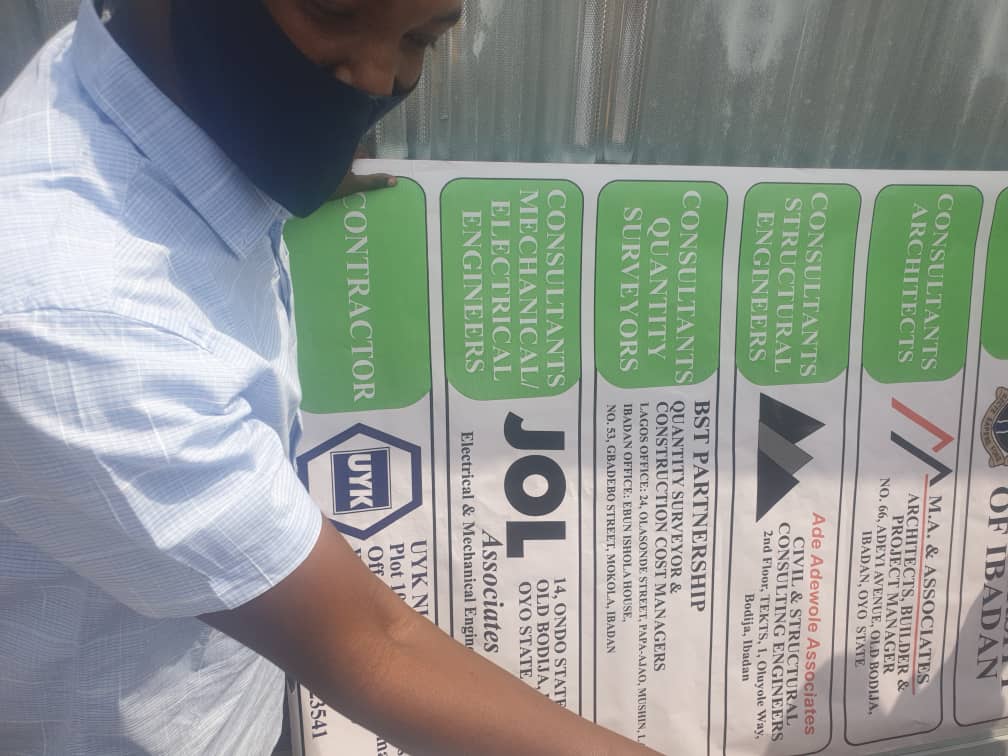 OF IBADAN
CONSULTANTS
ARCHITECTS
M.A. & ASSOCIATES
ARCHITECTS, BUILDER &
PROJECT MANAGER
NO. 66, ADEYI AVENUE, OLD BODIJA,
IBADAN, OYO STATE
CONSULTANTS
STRUCTURAL
ENGINEERS
Ade Adewole Associates
CIVIL & STRUCTURAL
CONSULTING ENGINEERS
2nd Floor, TEKTS, 1, Oluyole Way,
Bodija, Ibadan
CONSULTANTS
QUANTITY
SURVEYORS
BST PARTNERSHIP
QUANTITY SURVEYOR &
CONSTRUCTION COST MANAGERS
LAGOS OFFICE: 24, OLASONDE STREET, PAPA-AJAO, MUSHIN, L
IBADAN OFFICE: EBUN ISHOLA HOUSE,
NO. 53, GBADEBO STREET, MOKOLA, IBADAN
CONSULTANTS
MECHANICAL/
ELECTRICAL
ENGINEERS
JOL
Associates
Electrical & Mechanical Engin
14, ONDO STATE
OLD BODIJA
OYO STATE
CONTRACTOR
UYK
UYK
Plot
Off
3541